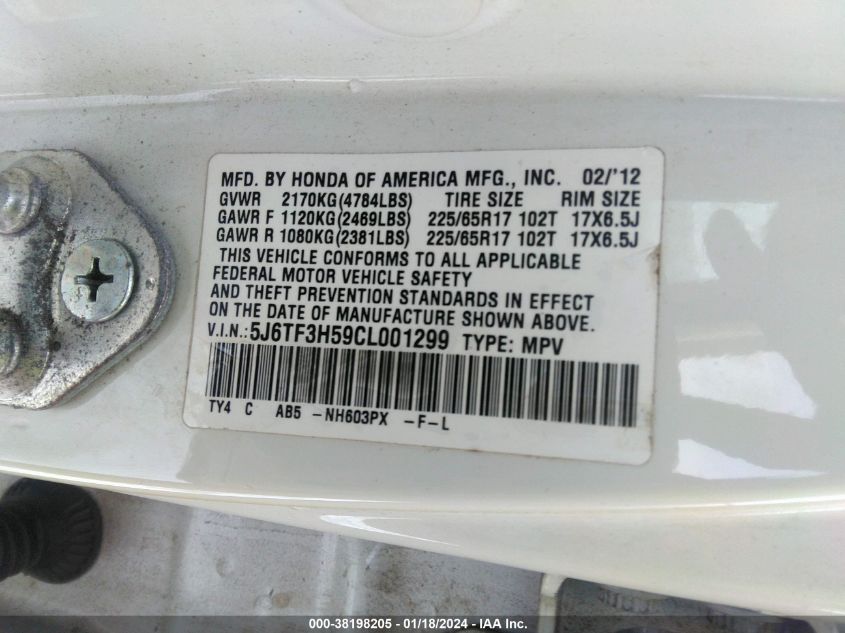 MFD. BY HONDA OF AMERICA MFG., INC. 02/'12
GVWR 2170KG(4784LBS) TIRE SIZE RIM SIZE
GAWR F 1120KG(2469LBS) 225/65R17 102T 17X6.5J
GAWR R 1080KG(2381LBS) 225/65R17 102T 17X6.5J
THIS VEHICLE CONFORMS TO ALL APPLICABLE
FEDERAL MOTOR VEHICLE SAFETY
AND THEFT PREVENTION STANDARDS IN EFFECT
ON THE DATE OF MANUFACTURE SHOWN ABOVE.
V.I.N.: 5J6TF3H59CL001299 TYPE: MPV
TY4 C AB5 -NH603PX -F-L
000-38198205 - 01/18/2024 - IAA Inc.